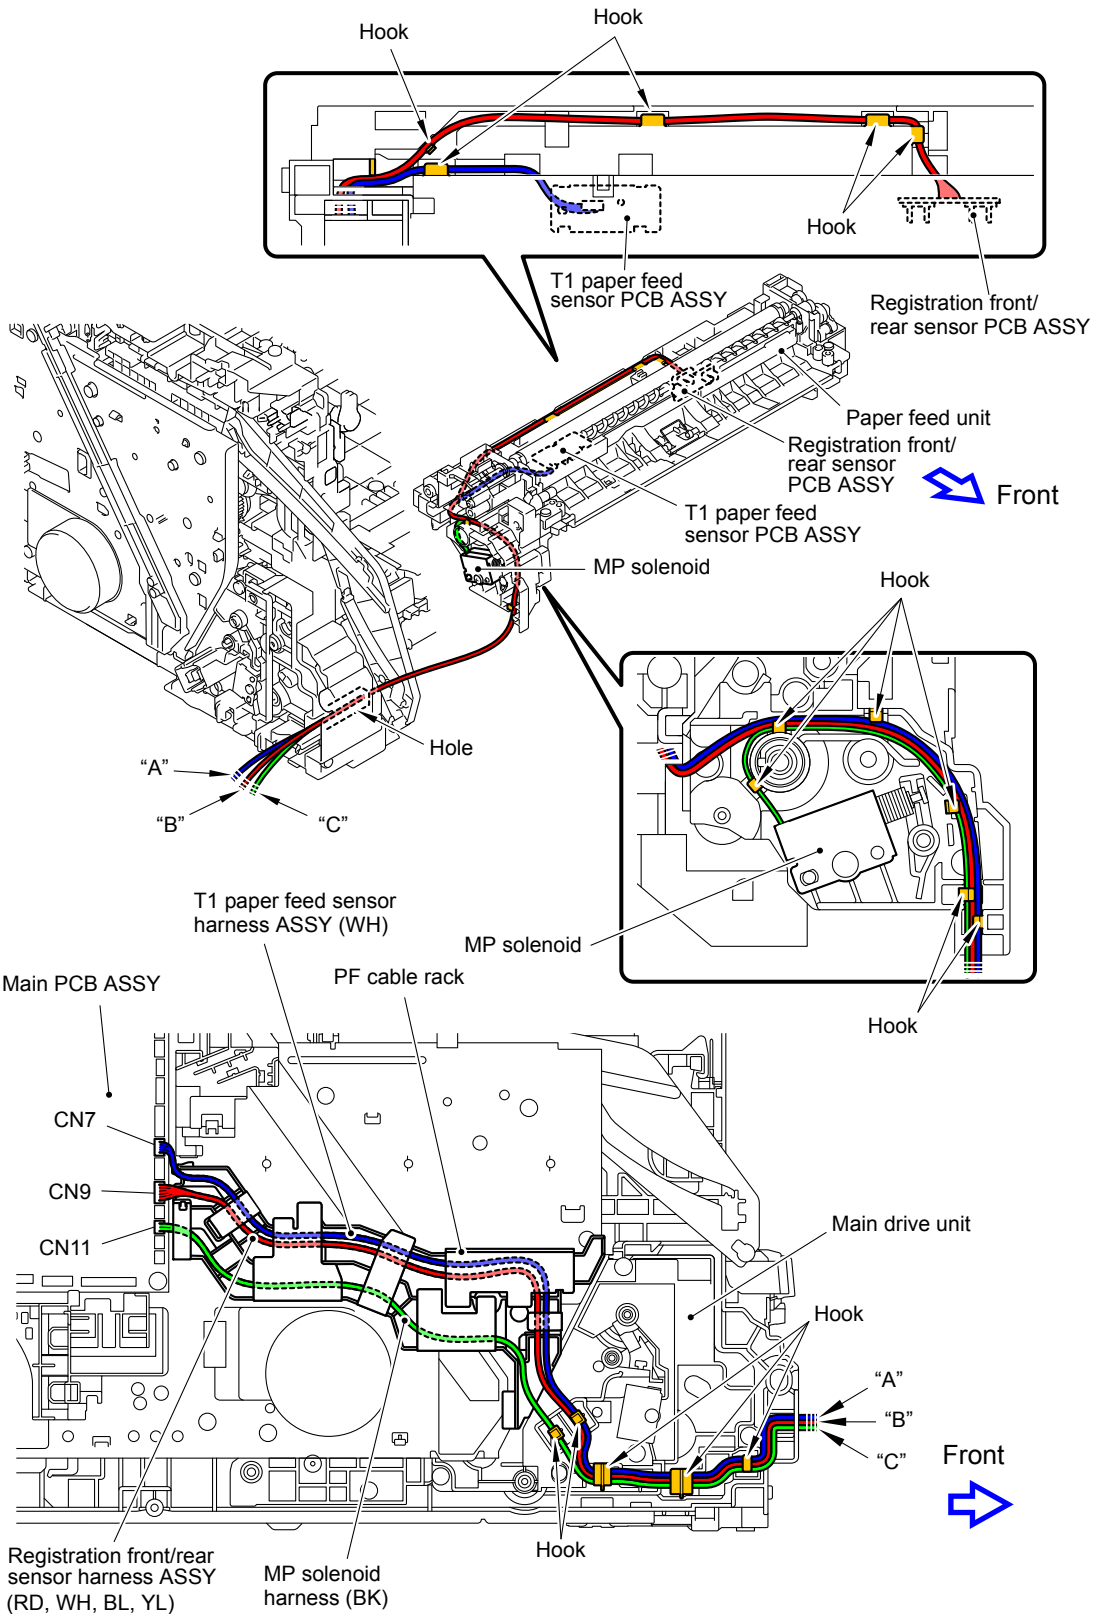 Hook
Hook
Hook
T1 paper feed
sensor PCB ASSY
Registration front/
rear sensor PCB ASSY
Paper feed unit
Registration front/
rear sensor
PCB ASSY
Front
T1 paper feed
sensor PCB ASSY
MP solenoid
Hook
Hole
“A”
“B”
“C”
MP solenoid
Hook
T1 paper feed sensor
harness ASSY (WH)
PF cable rack
Main PCB ASSY
CN7
CN9
CN11
Main drive unit
Hook
“A”
“B”
“C”
Front
Hook
Registration front/rear
sensor harness ASSY
(RD, WH, BL, YL)
MP solenoid
harness (BK)